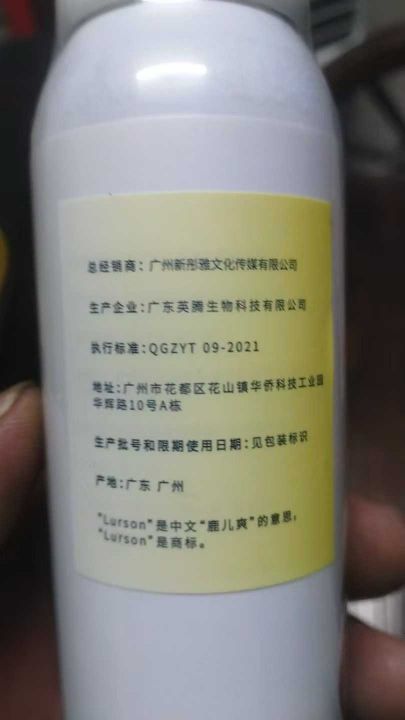 总经销商：广州新彤雅文化传媒有限公司
生产企业：广东英腾生物科技有限公司
执行标准：QGZYT 09-2021
地址：广州市花都区花山镇华侨科技工业园
华辉路10号A栋
生产批号和限期使用日期：见包装标识
产地：广东 广州
“Lurson”是中文“鹿儿爽”的意思，
“Lurson”是商标。